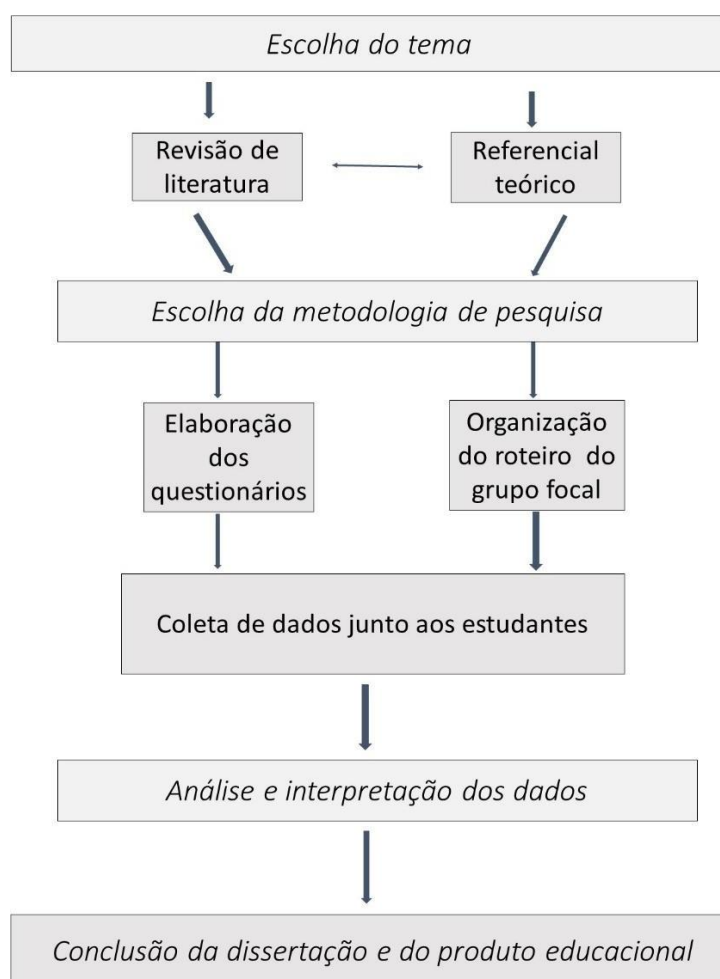 Escolha do tema
Revisão de
literatura
Referencial
teórico
Escolha da metodologia de pesquisa
Elaboração
dos
questionários
Organização
do roteiro do
grupo focal
Coleta de dados junto aos estudantes
Análise e interpretação dos dados
Conclusão da dissertação e do produto educacional